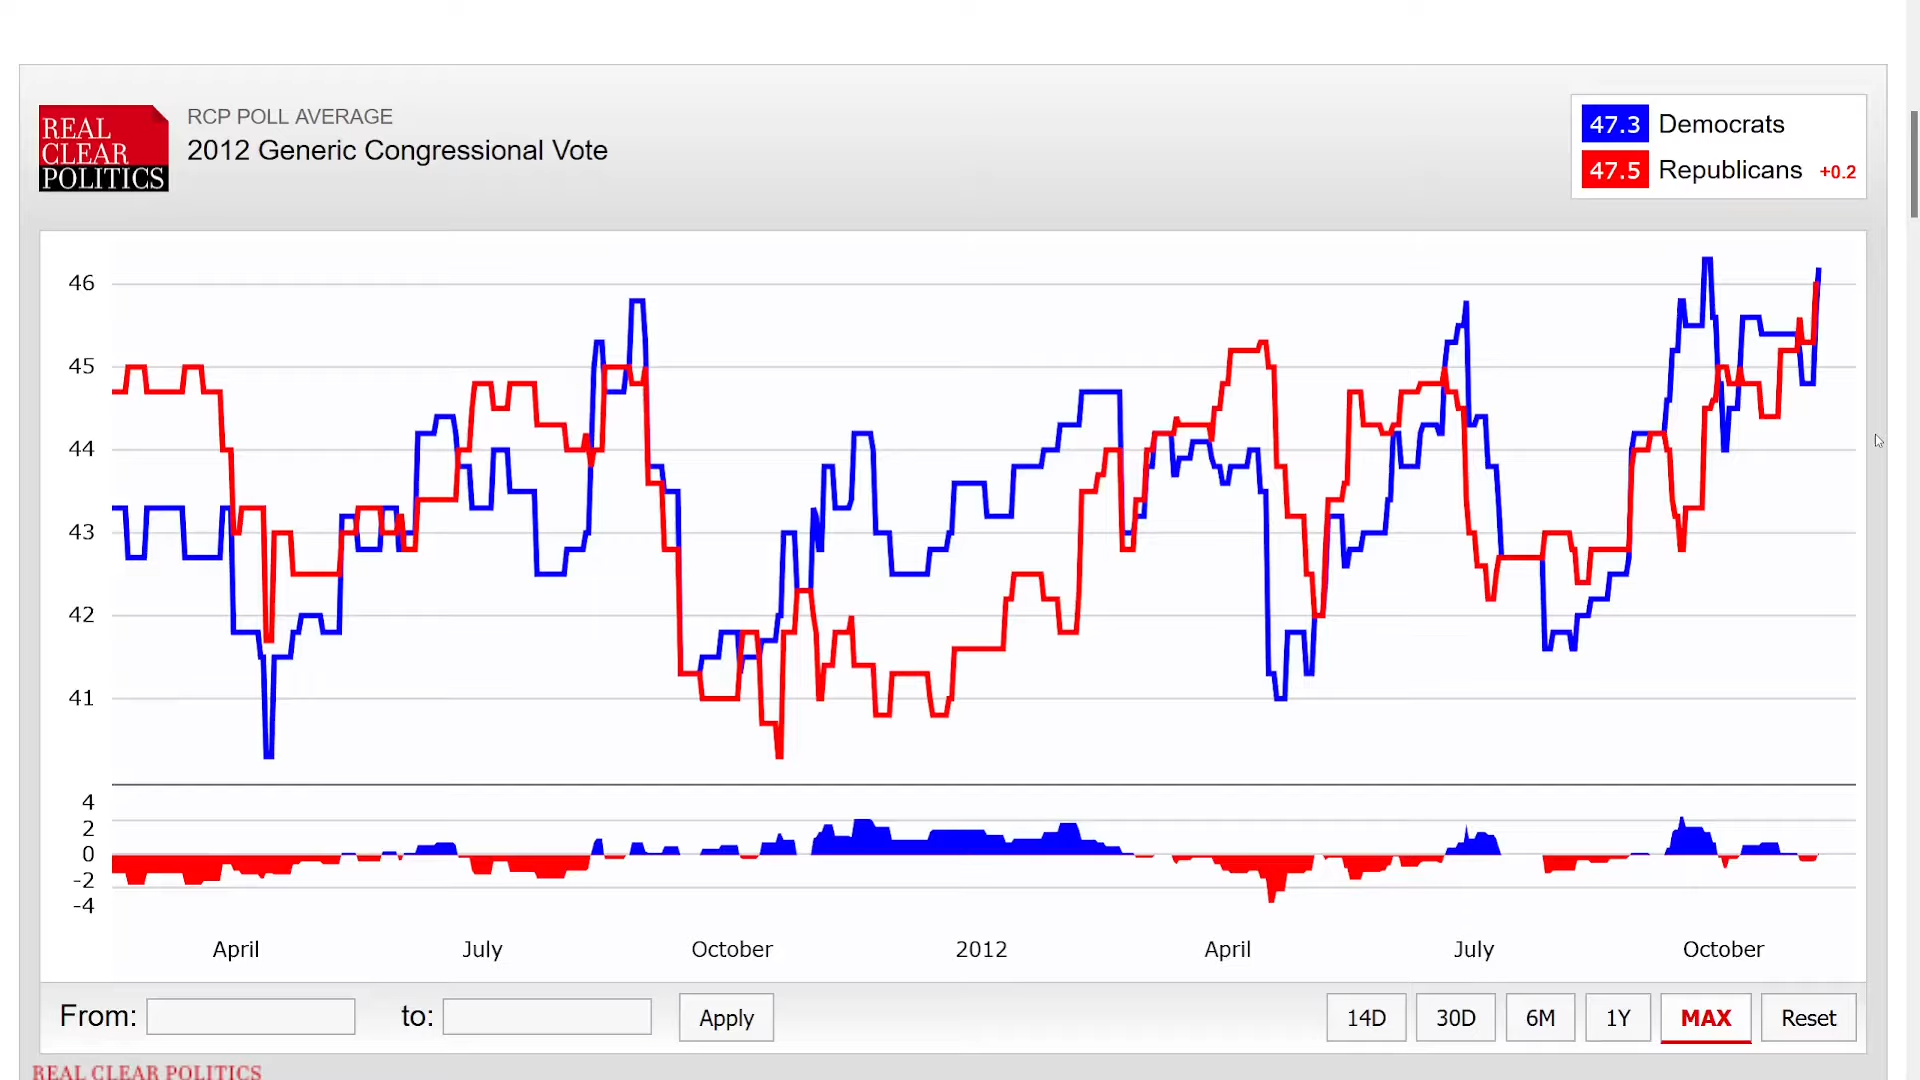 REAL
CLEAR
POLITICS
RCP POLL AVERAGE
2012 Generic Congressional Vote
47.3 Democrats
47.5 Republicans +0.2
46
45
44
43
42
41
4
2
0
-2
-4
April July October 2012 April July October
From: to: Apply 14D 30D 6M 1Y MAX Reset
REAL CLEAR POLITICS